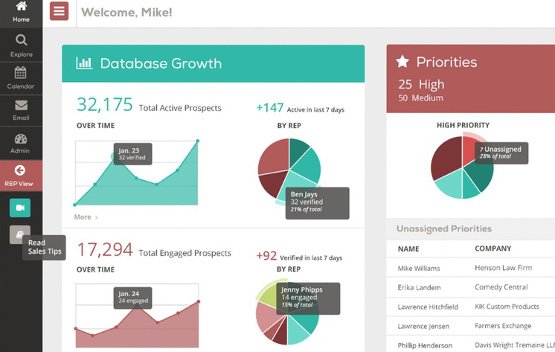 Home
Explore
Calendar
Email
Admin
REP View
Read
Sales Tips
Welcome, Mike!
Database Growth
32,175 Total Active Prospects
+147 Active in last 7 days
OVER TIME
BY REP
Jan. 23
32 verified
Ben Jays
32 verified
21% of total
More ›
17,294 Total Engaged Prospects
+92 Verified in last 7 days
OVER TIME
BY REP
Jan. 24
24 engaged
Jenny Phipps
14 engaged
15% of total
Priorities
25 High
50 Medium
HIGH PRIORITY
7 Unassigned
28% of total
Unassigned Priorities
NAME COMPANY
Mike Williams Henson Law Firm
Erika Landem Comedy Central
Lawrence Hitchfield KIK Custom Products
Lawrence Jensen Farmers Exchange
Phillip Henderson Davis Wright Tremaine LL